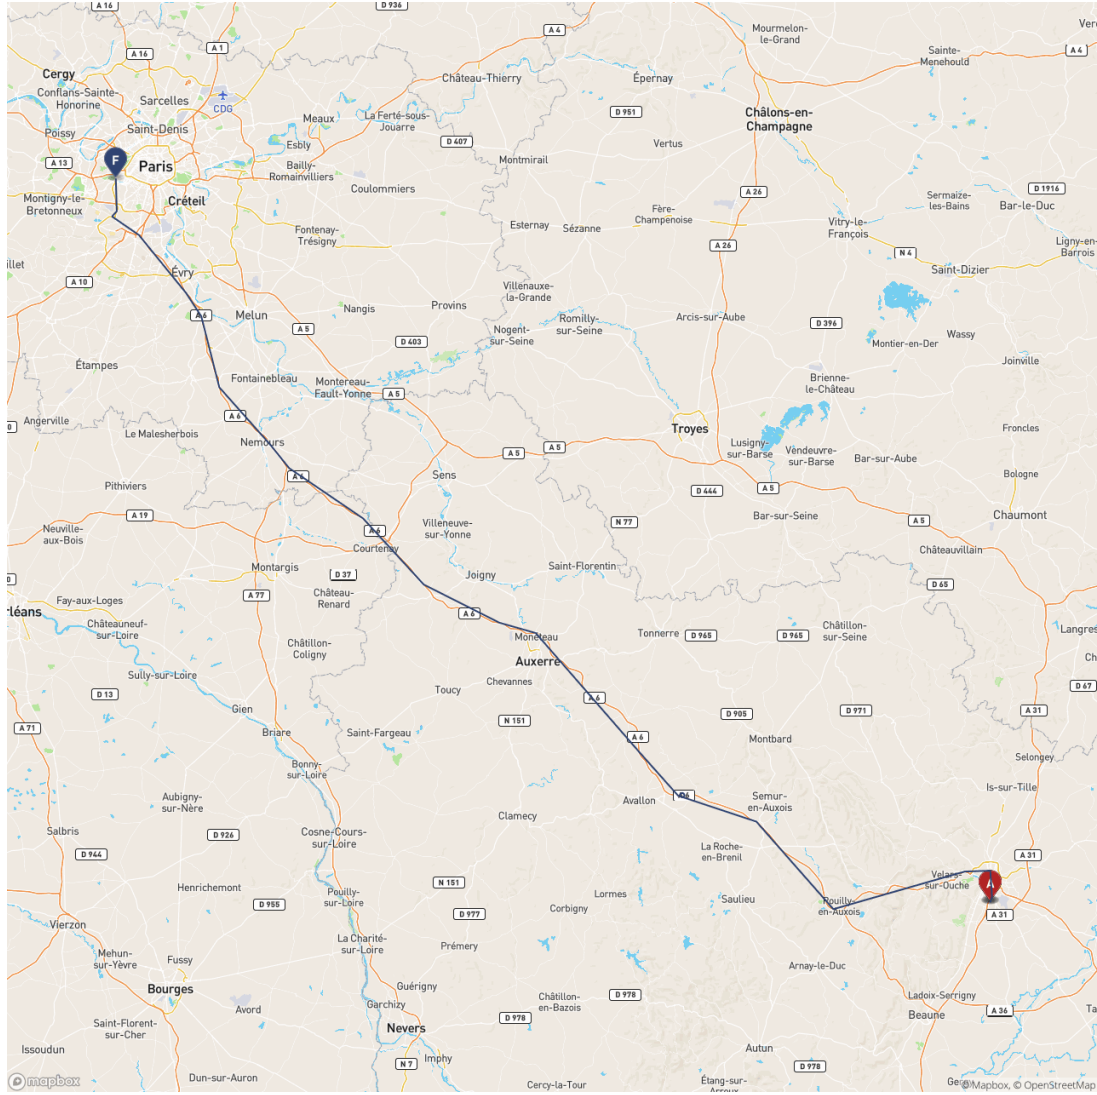 A 16
D 936
A 4
Mourmelon-
le-Grand
A 16
A 1
Sainte-
Menehould
A 4
Cergy
Conflans-Sainte-
Honorine
Sarcelles
CDG
Château-Thierry
Épernay
D 951
Châlons-en-
Champagne
Poissy
Saint-Denis
Meaux
La Ferté-sous-
Jouarre
D 407
Vertus
A 13
F
Paris
Esbly
Bailly-
Romainvilliers
Montmirail
Coulommiers
A 26
D 1916
Montigny-le-
Bretonneux
Créteil
Sermaize-
les-Bains
Bar-le-Duc
Fère-
Champenoise
Esternay
Sézanne
Vitry-le-
François
Fontenay-
Trésigny
A 26
N 4
Ligny-en-
Barrois
illet
A 10
Évry
Saint-Dizier
Villenauxe-
la-Grande
Nangis
Provins
A 6
Melun
A 5
Romilly-
sur-Seine
Arcis-sur-Aube
D 396
Nogent-
sur-Seine
D 403
Wassy
Montier-en-Der
Étampes
Joinville
Fontainebleau
Montereau-
Fault-Yonne
A 5
Brienne-
le-Château
Angerville
A 6
Le Malesherbois
Nemours
Troyes
Froncles
Lusigny-
sur-Barse
Vendeuvre-
sur-Barse
A 5
A 5
Bar-sur-Aube
Sens
A 6
Bologne
Pithiviers
D 444
A 5
A 19
Bar-sur-Seine
Chaumont
Neuville-
aux-Bois
A 6
Villeneuve-
sur-Yonne
N 77
A 5
Courtenay
Châteauvillain
Montargis
D 37
Joigny
Saint-Florentin
Château-
Renard
D 65
A 77
Fay-aux-Loges
rléans
Châteauneuf-
sur-Loire
A 6
Châtillon-
sur-Seine
Langres
Monéteau
Tonnerre
D 965
D 965
Châtillon-
Coligny
Auxerre
Sully-sur-Loire
Chevannes
Toucy
D 13
D 67
A 6
Gien
D 905
D 971
A 31
A 71
N 151
Briare
Saint-Fargeau
A 6
Montbard
Selongey
Bonny-
sur-Loire
Is-sur-Tille
Aubigny-
sur-Nère
Avallon
Semur-
en-Auxois
Clamecy
Salbris
D 926
Cosne-Cours-
sur-Loire
D 944
La Roche-
en-Brenil
A 31
Velars-
sur-Ouche
A
Henrichemont
Pouilly-
sur-Loire
N 151
Lormes
Saulieu
Pouilly-
en-Auxois
D 955
Corbigny
D 977
A 31
Vierzon
La Charité-
sur-Loire
Prémery
Mehun-
sur-Yèvre
Fussy
Arnay-le-Duc
Bourges
Guérigny
Châtillon-
en-Bazois
D 978
Ladoix-Serrigny
Avord
Garchizy
Beaune
A 36
D 978
Saint-Florent-
sur-Cher
Nevers
Issoudun
Imphy
N 7
Autun
D 978
Dun-sur-Auron
Cercy-la-Tour
Étang-sur-
Arroux
mapbox
© Mapbox, © OpenStreetMap